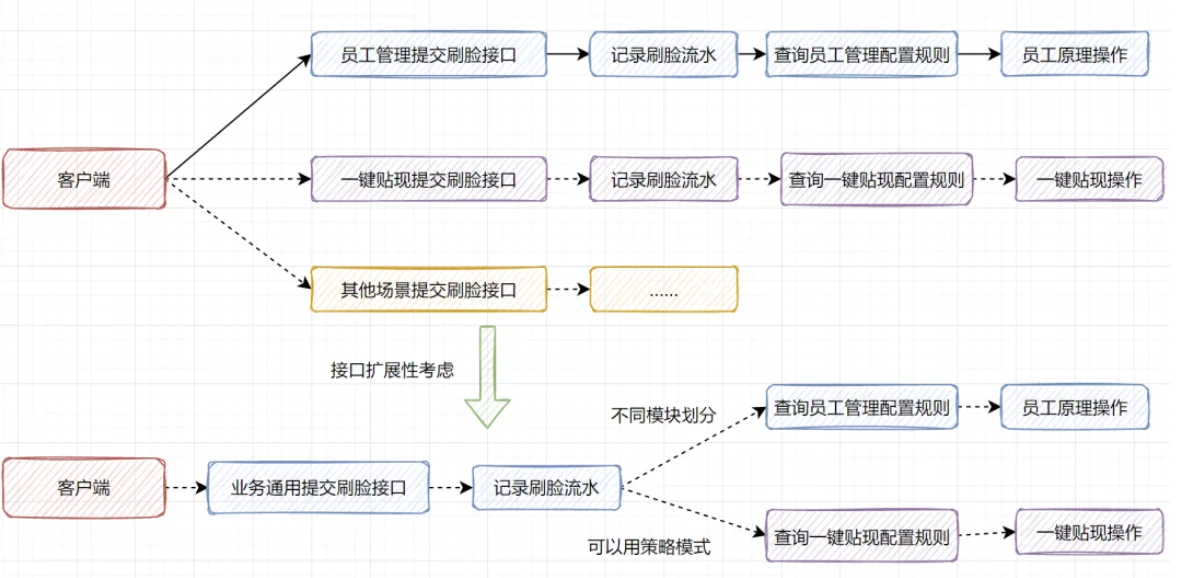 员工管理提交刷脸接口
记录刷脸流水
查询员工管理配置规则
员工原理操作
客户端
一键贴现提交刷脸接口
记录刷脸流水
查询一键贴现配置规则
一键贴现操作
其他场景提交刷脸接口
......
接口扩展性考虑
不同模块划分
查询员工管理配置规则
员工原理操作
客户端
业务通用提交刷脸接口
记录刷脸流水
可以用策略模式
查询一键贴现配置规则
一键贴现操作